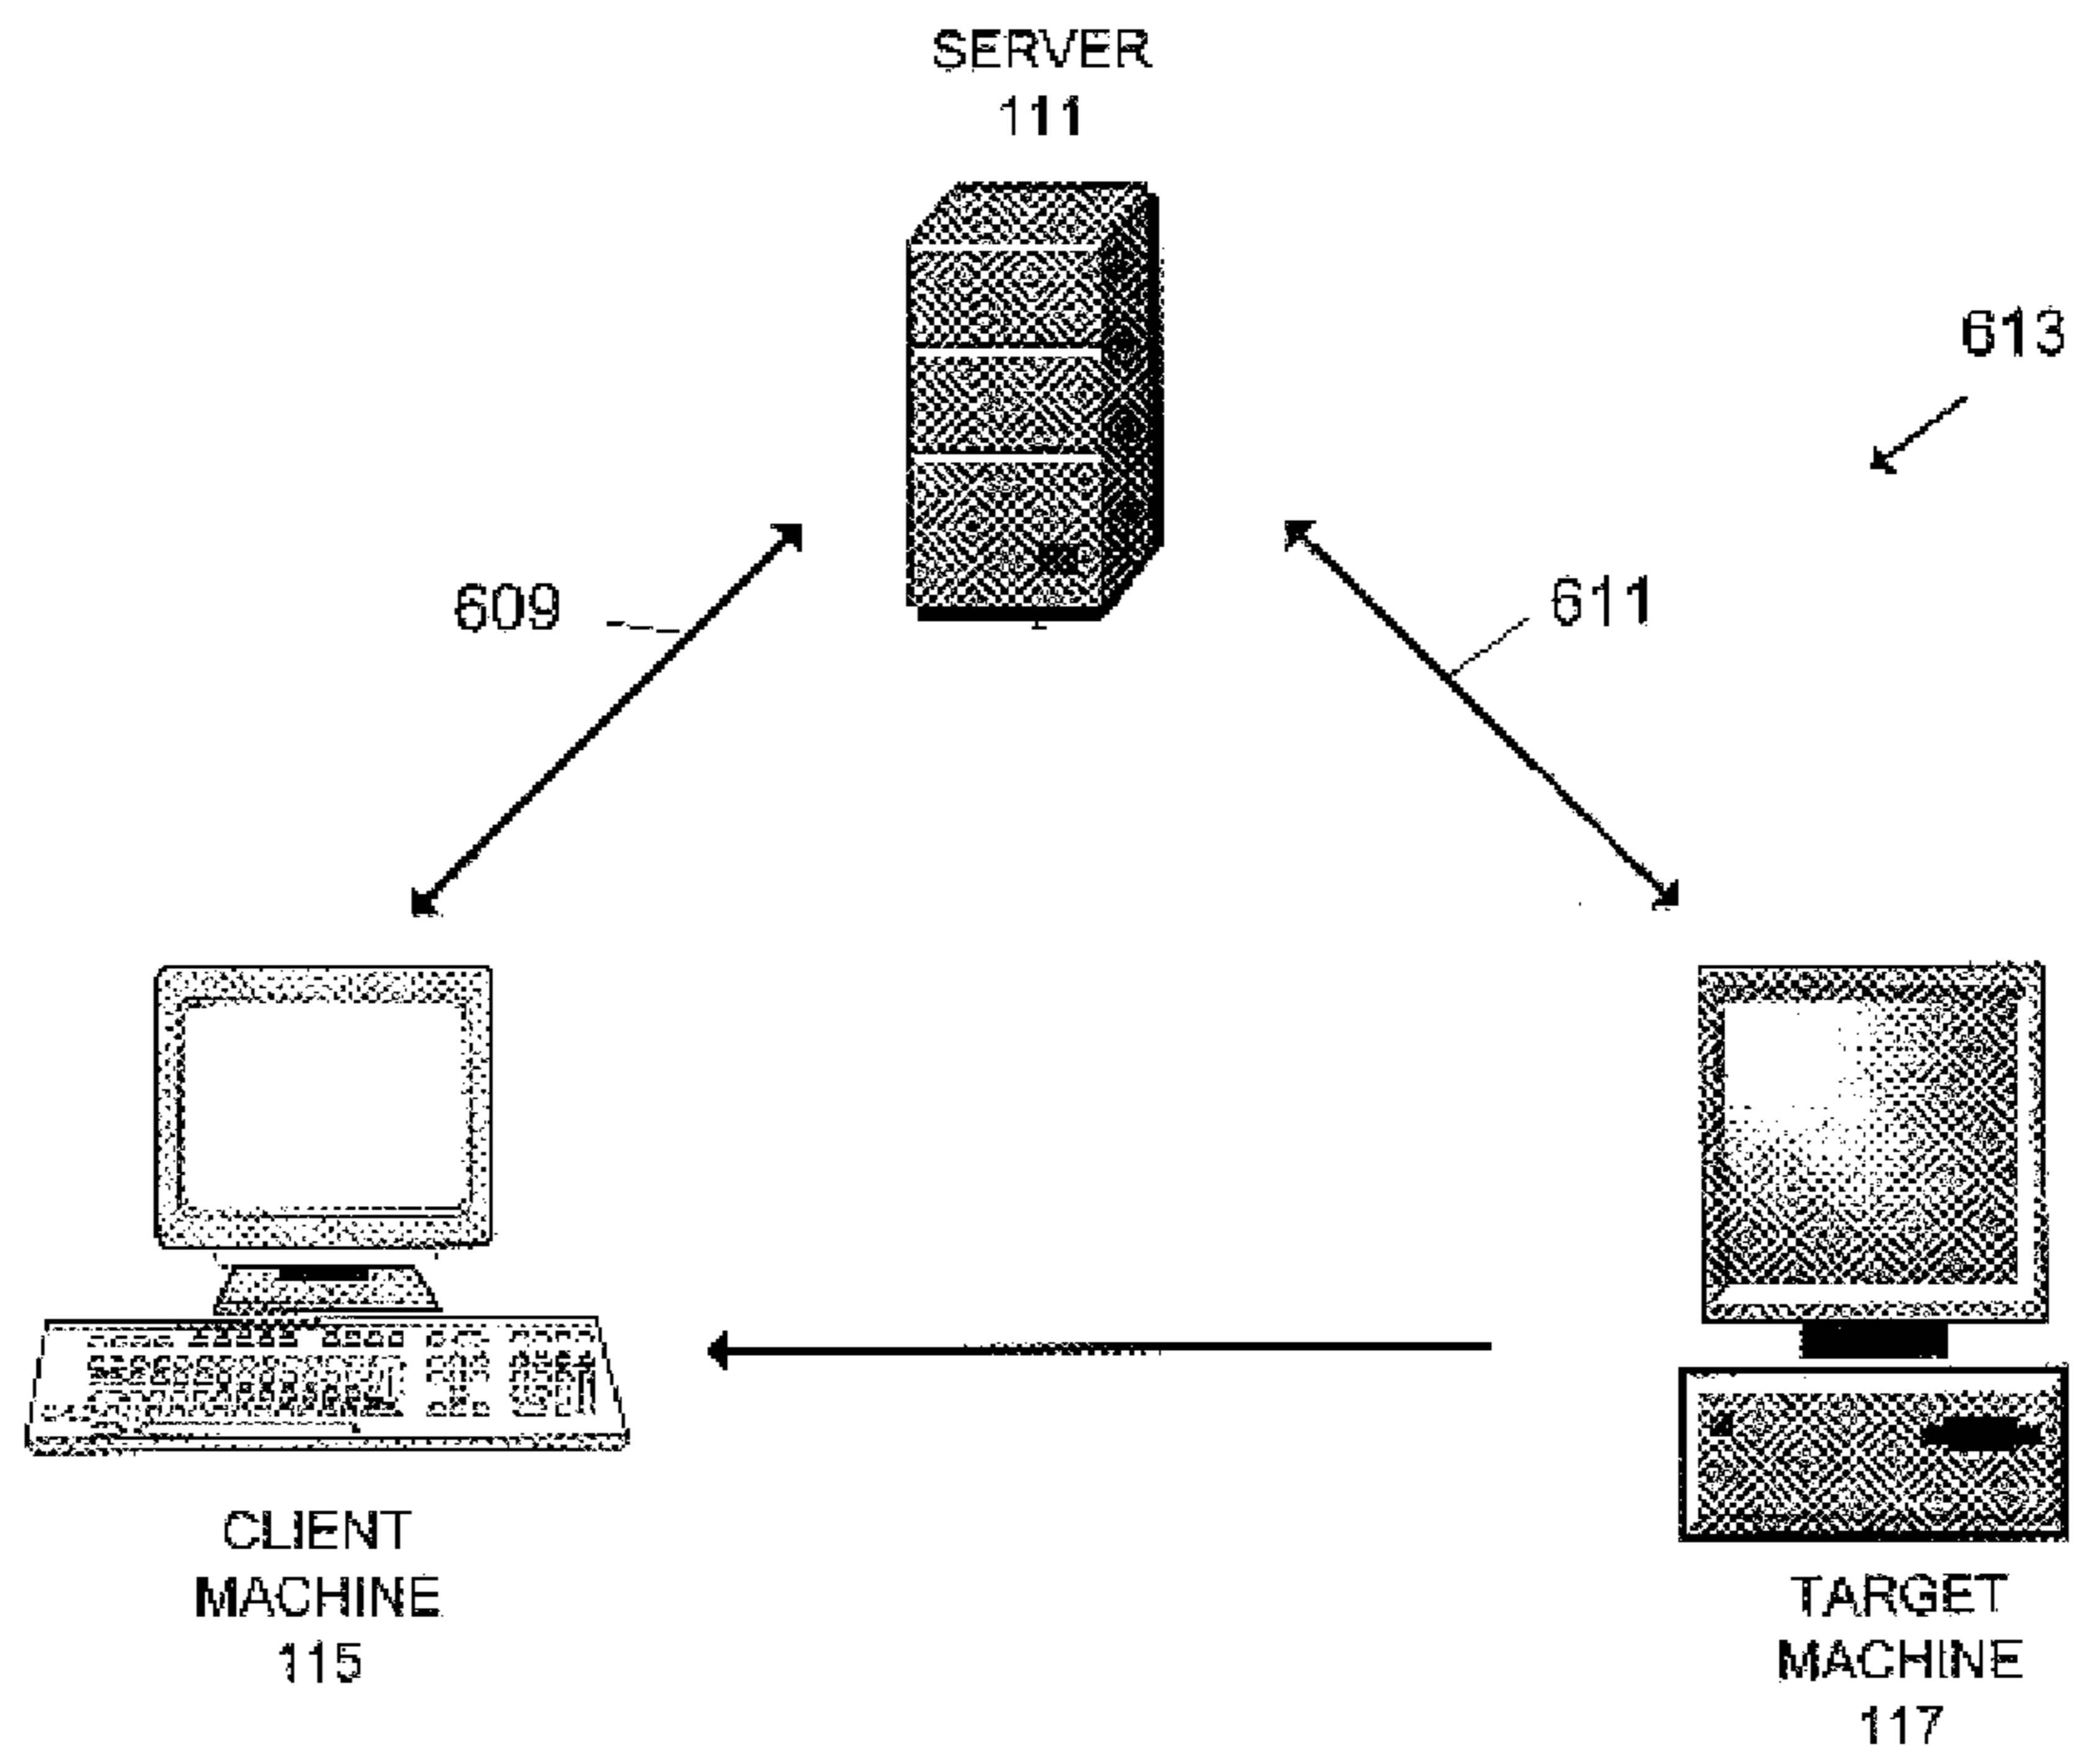 SERVER
111
613
609
611
CLIENT
MACHINE
115
TARGET
MACHINE
117